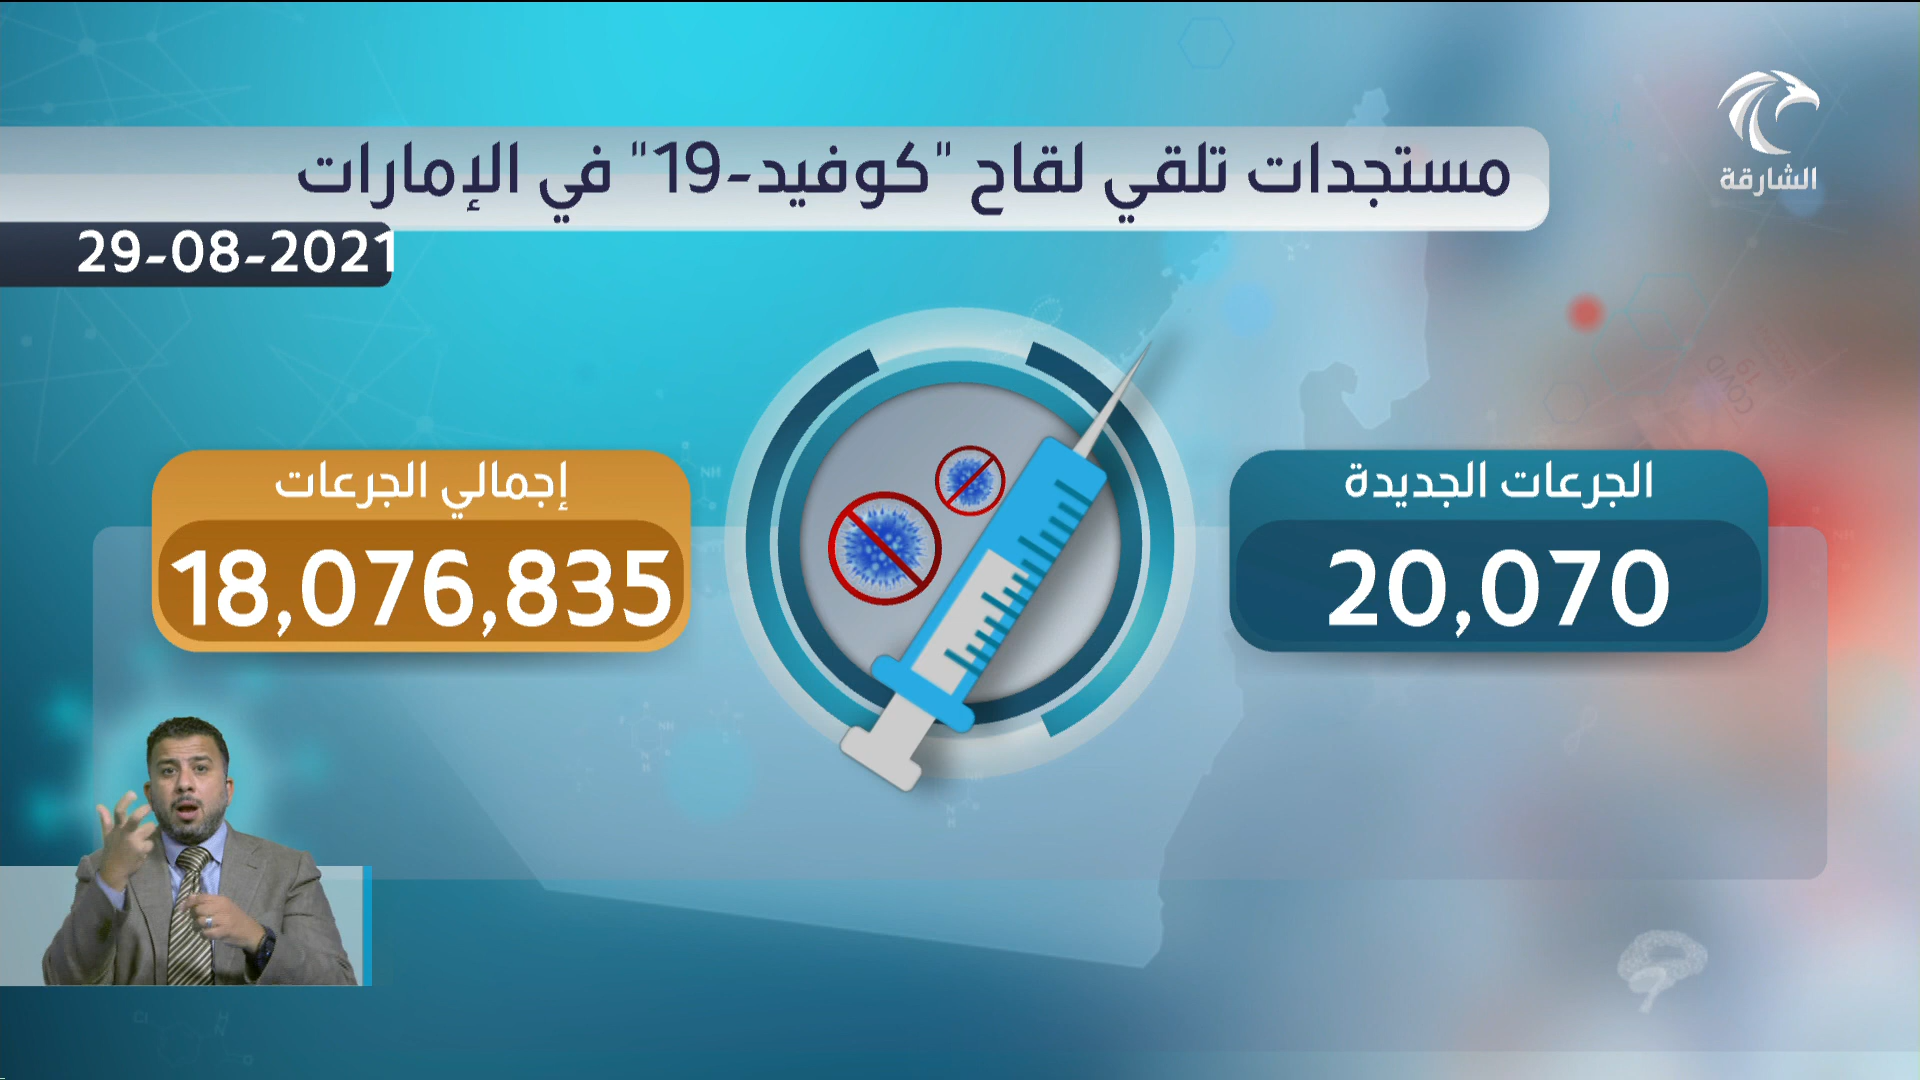 الشارقة
مستجدات تلقي لقاح "كوفيد-19" في الإمارات
29-08-2021
الجرعات الجديدة
20,070
إجمالي الجرعات
18,076,835